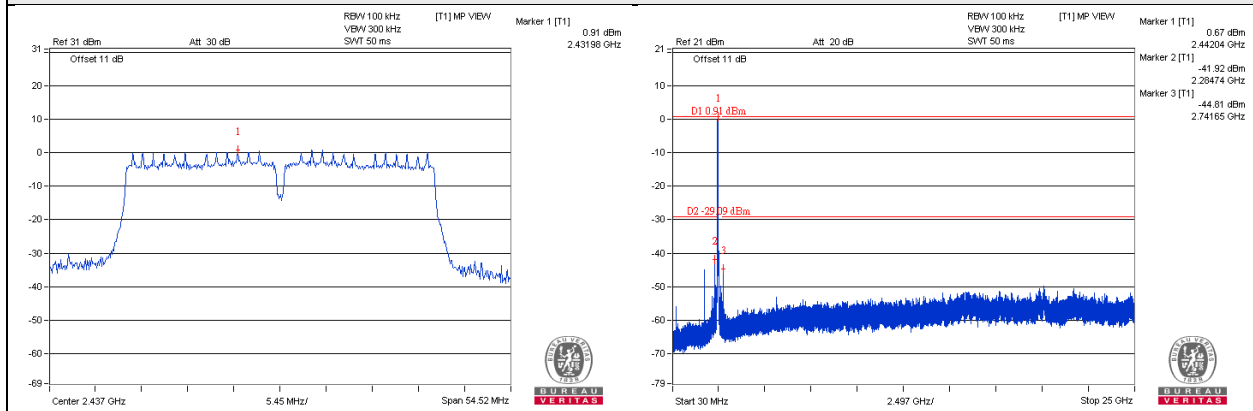 RBW 100 kHz [T1] MP VIEW
VBW 300 kHz
Ref 31 dBm Att 30 dB SWT 50 ms
Marker 1 [T1]
0.91 dBm
2.43198 GHz
Offset 11 dB
31
20
10
0
-10
-20
-30
-40
-50
-60
-69
1
Center 2.437 GHz 5.45 MHz/ Span 54.52 MHz
BUREAU VERITAS
1828
BUREAU
VERITAS
RBW 100 kHz [T1] MP VIEW
VBW 300 kHz
Ref 21 dBm Att 20 dB SWT 50 ms
Marker 1 [T1]
0.67 dBm
2.44204 GHz
Marker 2 [T1]
-41.92 dBm
2.28474 GHz
Marker 3 [T1]
-44.81 dBm
2.74165 GHz
Offset 11 dB
21
10
0
-10
-20
-30
-40
-50
-60
-70
-79
1
D1 0.91 dBm
D2 -29.09 dBm
2
3
Start 30 MHz 2.497 GHz/ Stop 25 GHz
BUREAU VERITAS
1828
BUREAU
VERITAS